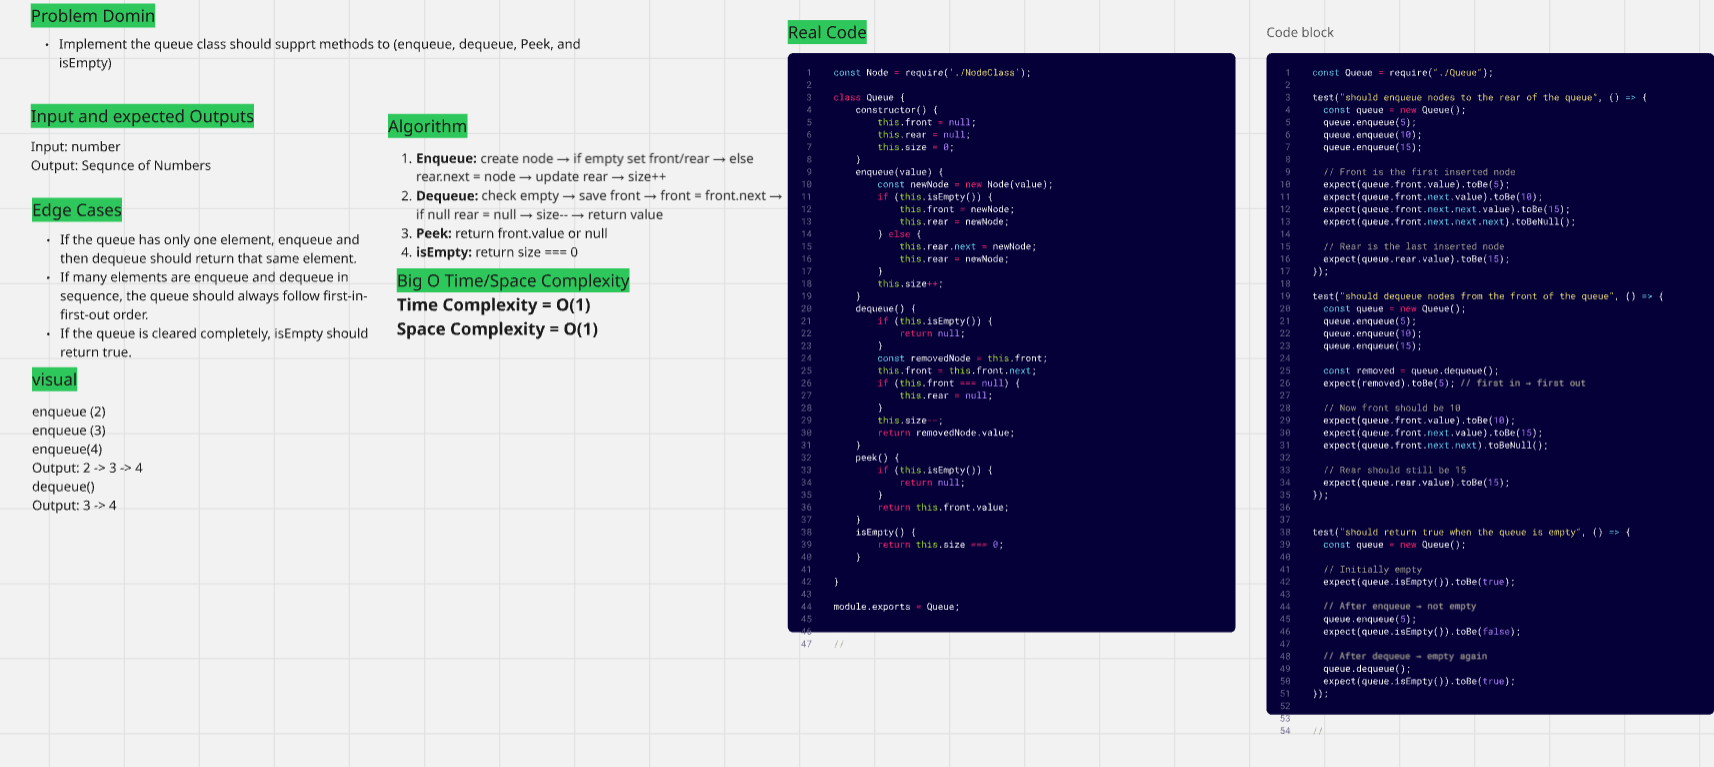 Problem Domin
• Implement the queue class should supprt methods to (enqueue, dequeue, Peek, and
isEmpty)
Input and expected Outputs
Input: number
Output: Sequnce of Numbers
Edge Cases
• If the queue has only one element, enqueue and
then dequeue should return that same element.
• If many elements are enqueue and dequeue in
sequence, the queue should always follow first-in-
first-out order.
• If the queue is cleared completely, isEmpty should
return true.
visual
enqueue (2)
enqueue (3)
enqueue(4)
Output: 2 -> 3 -> 4
dequeue()
Output: 3 -> 4
Algorithm
1. Enqueue: create node → if empty set front/rear → else
rear.next = node → update rear → size++
2. Dequeue: check empty → save front → front = front.next →
if null rear = null → size-- → return value
3. Peek: return front.value or null
4. isEmpty: return size === 0
Big O Time/Space Complexity
Time Complexity = O(1)
Space Complexity = O(1)
Real Code
1 const Node = require('./NodeClass');
2
3 class Queue {
4     constructor() {
5         this.front = null;
6         this.rear = null;
7         this.size = 0;
8     }
9     enqueue(value) {
10         const newNode = new Node(value);
11         if (this.isEmpty()) {
12             this.front = newNode;
13             this.rear = newNode;
14         } else {
15             this.rear.next = newNode;
16             this.rear = newNode;
17         }
18         this.size++;
19     }
20     dequeue() {
21         if (this.isEmpty()) {
22             return null;
23         }
24         const removedNode = this.front;
25         this.front = this.front.next;
26         if (this.front === null) {
27             this.rear = null;
28         }
29         this.size--;
30         return removedNode.value;
31     }
32     peek() {
33         if (this.isEmpty()) {
34             return null;
35         }
36         return this.front.value;
37     }
38     isEmpty() {
39         return this.size === 0;
40     }
41
42 }
43
44 module.exports = Queue;
45
46
47 //
Code block
1 const Queue = require("./Queue");
2
3 test("should enqueue nodes to the rear of the queue", () => {
4   const queue = new Queue();
5   queue.enqueue(5);
6   queue.enqueue(10);
7   queue.enqueue(15);
8
9   // Front is the first inserted node
10   expect(queue.front.value).toBe(5);
11   expect(queue.front.next.value).toBe(10);
12   expect(queue.front.next.next.value).toBe(15);
13   expect(queue.front.next.next.next).toBeNull();
14
15   // Rear is the last inserted node
16   expect(queue.rear.value).toBe(15);
17 });
18
19 test("should dequeue nodes from the front of the queue", () => {
20   const queue = new Queue();
21   queue.enqueue(5);
22   queue.enqueue(10);
23   queue.enqueue(15);
24
25   const removed = queue.dequeue();
26   expect(removed).toBe(5); // first in → first out
27
28   // Now front should be 10
29   expect(queue.front.value).toBe(10);
30   expect(queue.front.next.value).toBe(15);
31   expect(queue.front.next.next).toBeNull();
32
33   // Rear should still be 15
34   expect(queue.rear.value).toBe(15);
35 });
36
37
38 test("should return true when the queue is empty", () => {
39   const queue = new Queue();
40
41   // Initially empty
42   expect(queue.isEmpty()).toBe(true);
43
44   // After enqueue → not empty
45   queue.enqueue(5);
46   expect(queue.isEmpty()).toBe(false);
47
48   // After dequeue → empty again
49   queue.dequeue();
50   expect(queue.isEmpty()).toBe(true);
51 });
52
53
54 //